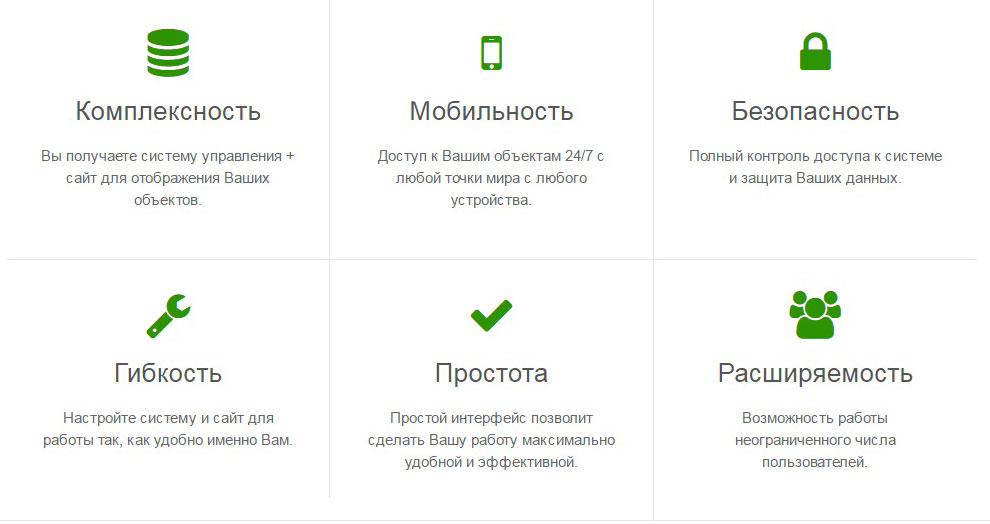 Комплексность
Вы получаете систему управления +
сайт для отображения Ваших
объектов.
Мобильность
Доступ к Вашим объектам 24/7 с
любой точки мира с любого
устройства.
Безопасность
Полный контроль доступа к системе
и защита Ваших данных.
Гибкость
Настройте систему и сайт для
работы так, как удобно именно Вам.
Простота
Простой интерфейс позволит
сделать Вашу работу максимально
удобной и эффективной.
Расширяемость
Возможность работы
неограниченного числа
пользователей.